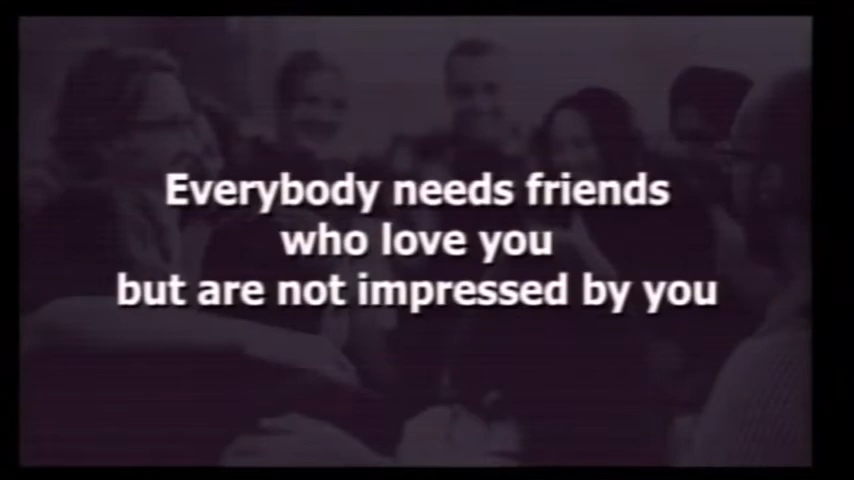 Everybody needs friends
who love you
but are not impressed by you